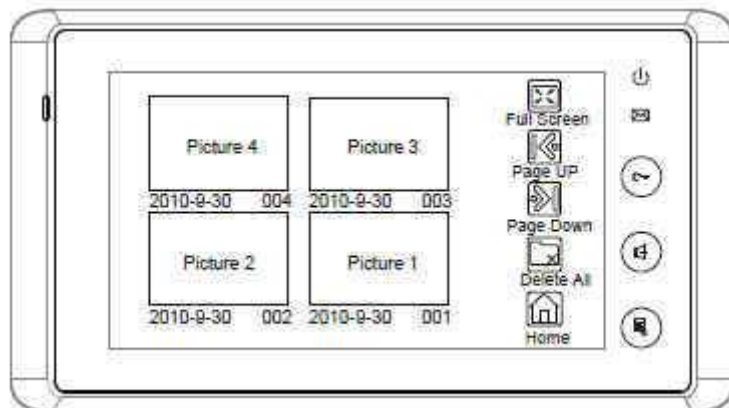 Picture 4
Picture 3
2010-9-30 004
2010-9-30 003
Picture 2
Picture 1
2010-9-30 002
2010-9-30 001
Full Screen
Page UP
Page Down
Delete All
Home